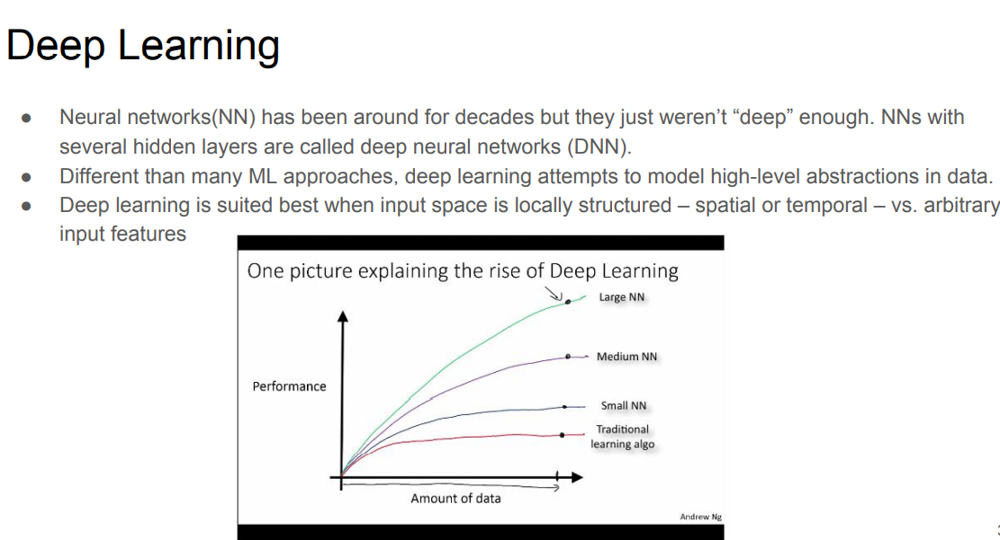 Deep Learning
● Neural networks(NN) has been around for decades but they just weren’t “deep” enough. NNs with
several hidden layers are called deep neural networks (DNN).
● Different than many ML approaches, deep learning attempts to model high-level abstractions in data.
● Deep learning is suited best when input space is locally structured – spatial or temporal – vs. arbitrary
input features
One picture explaining the rise of Deep Learning
Large NN
Medium NN
Performance
Small NN
Traditional
learning algo
Amount of data
Andrew Ng